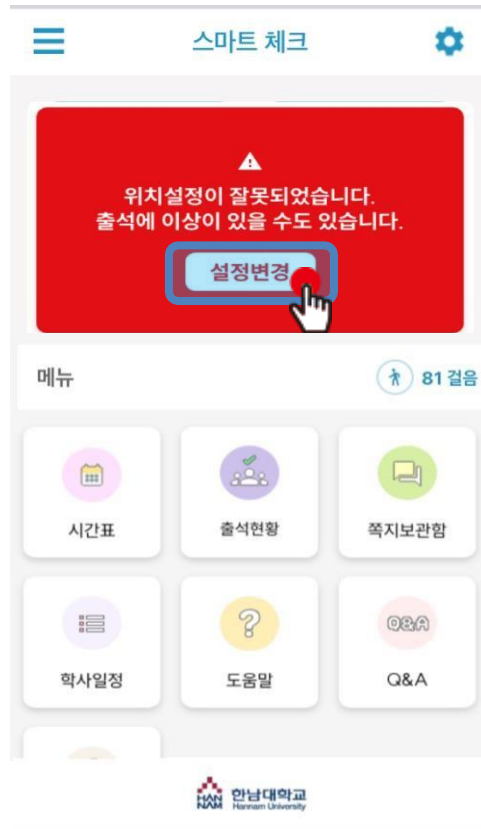 스마트 체크
위치설정이 잘못되었습니다.
출석에 이상이 있을 수도 있습니다.
설정변경
메뉴
81 걸음
시간표
출석현황
쪽지보관함
Q&A
학사일정
도움말
Q&A
HAN
NAM
한남대학교
Hannam University